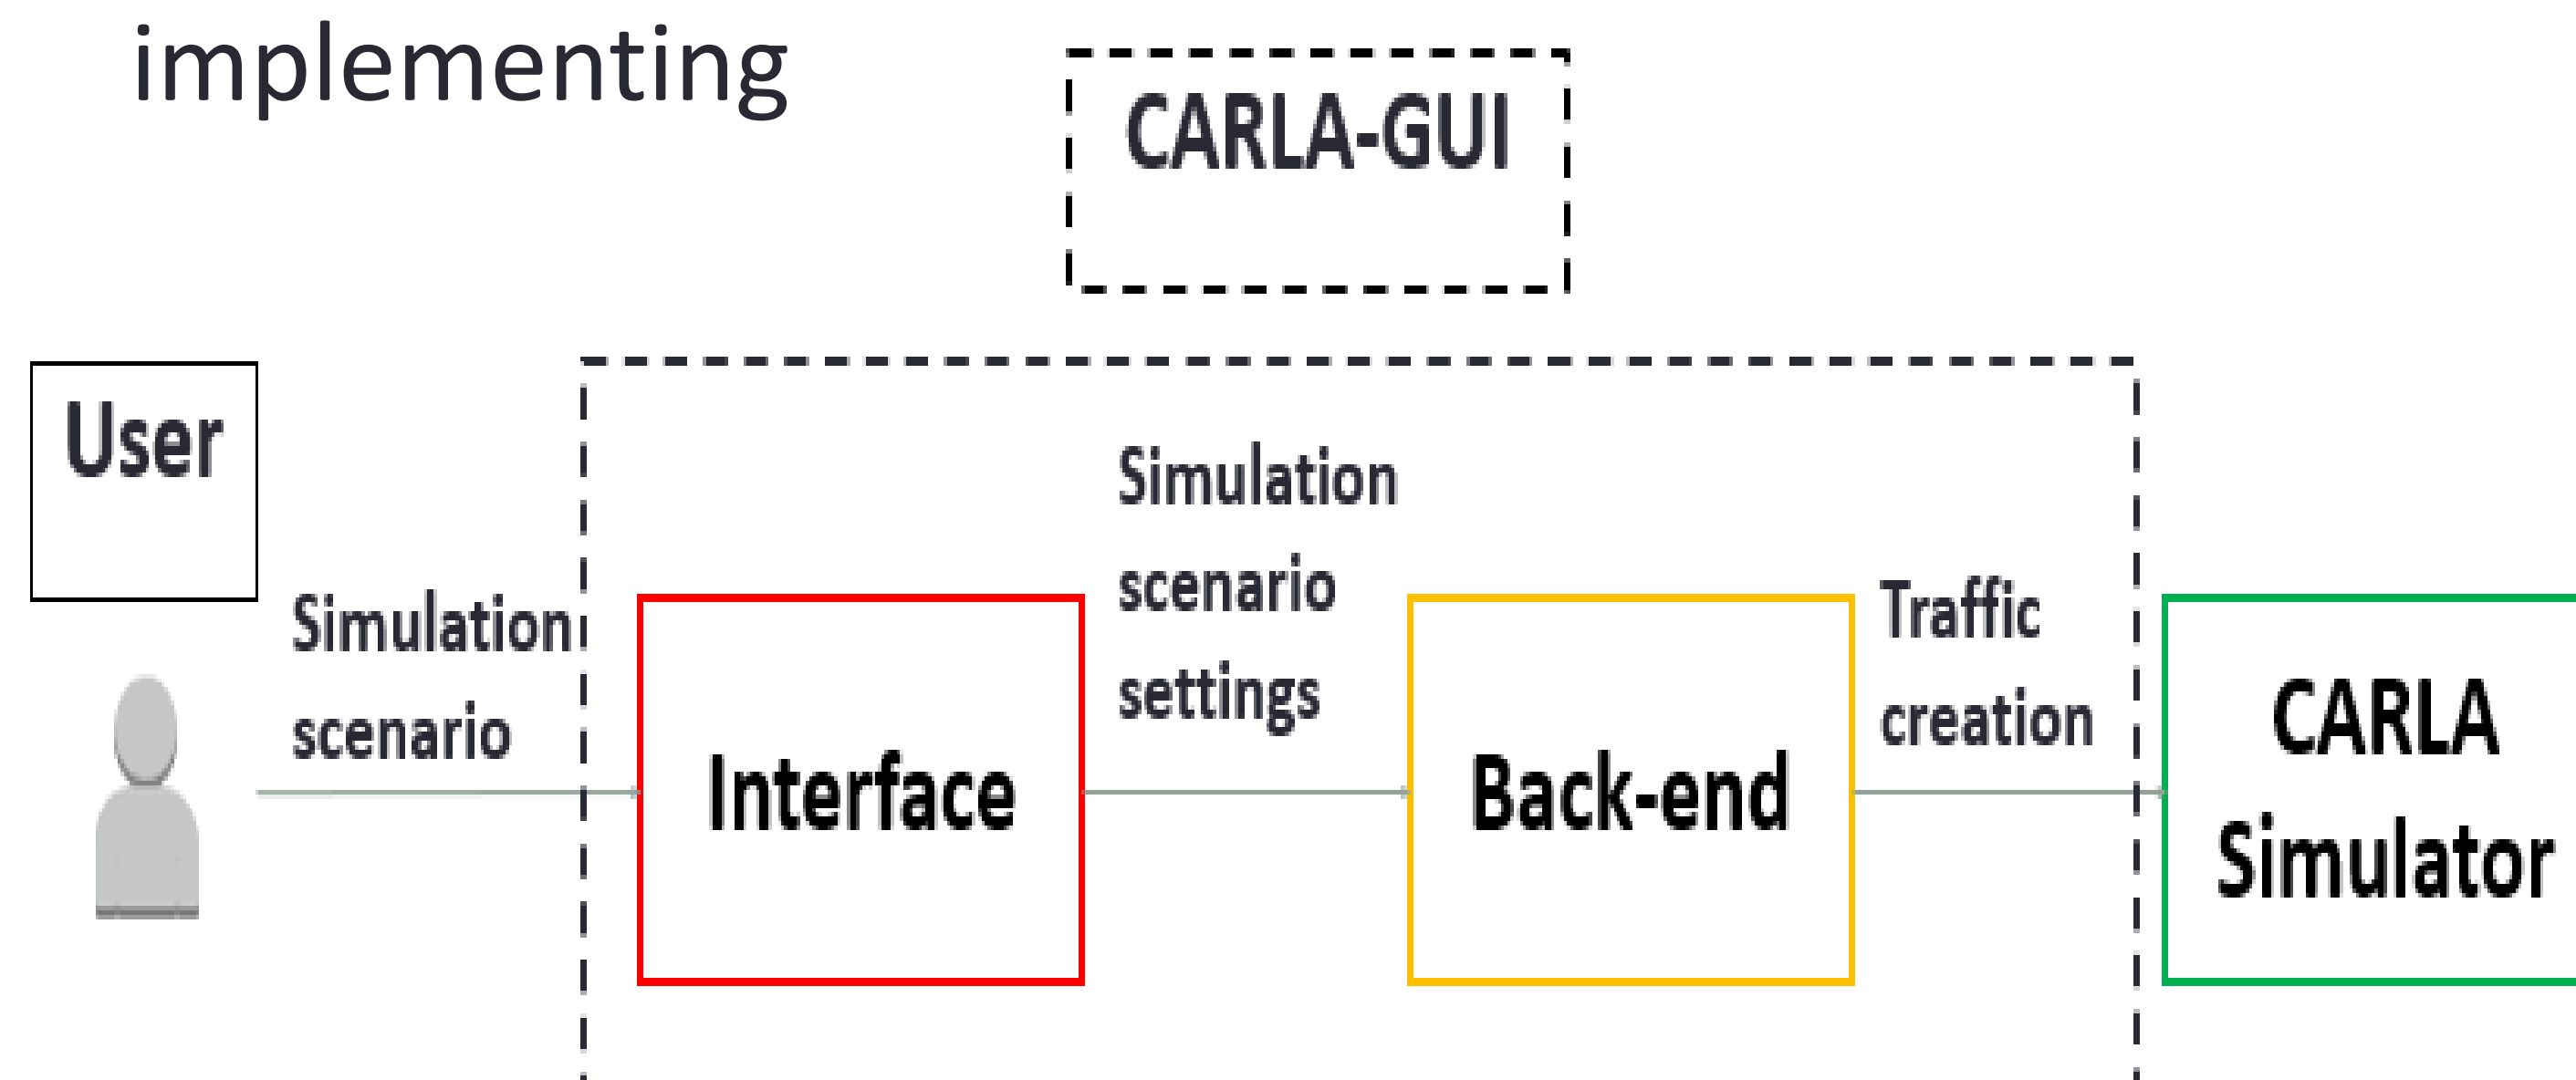 implementing
CARLA-GUI
User
Simulation
scenario
Interface
Simulation
scenario
settings
Back-end
Traffic
creation
CARLA
Simulator